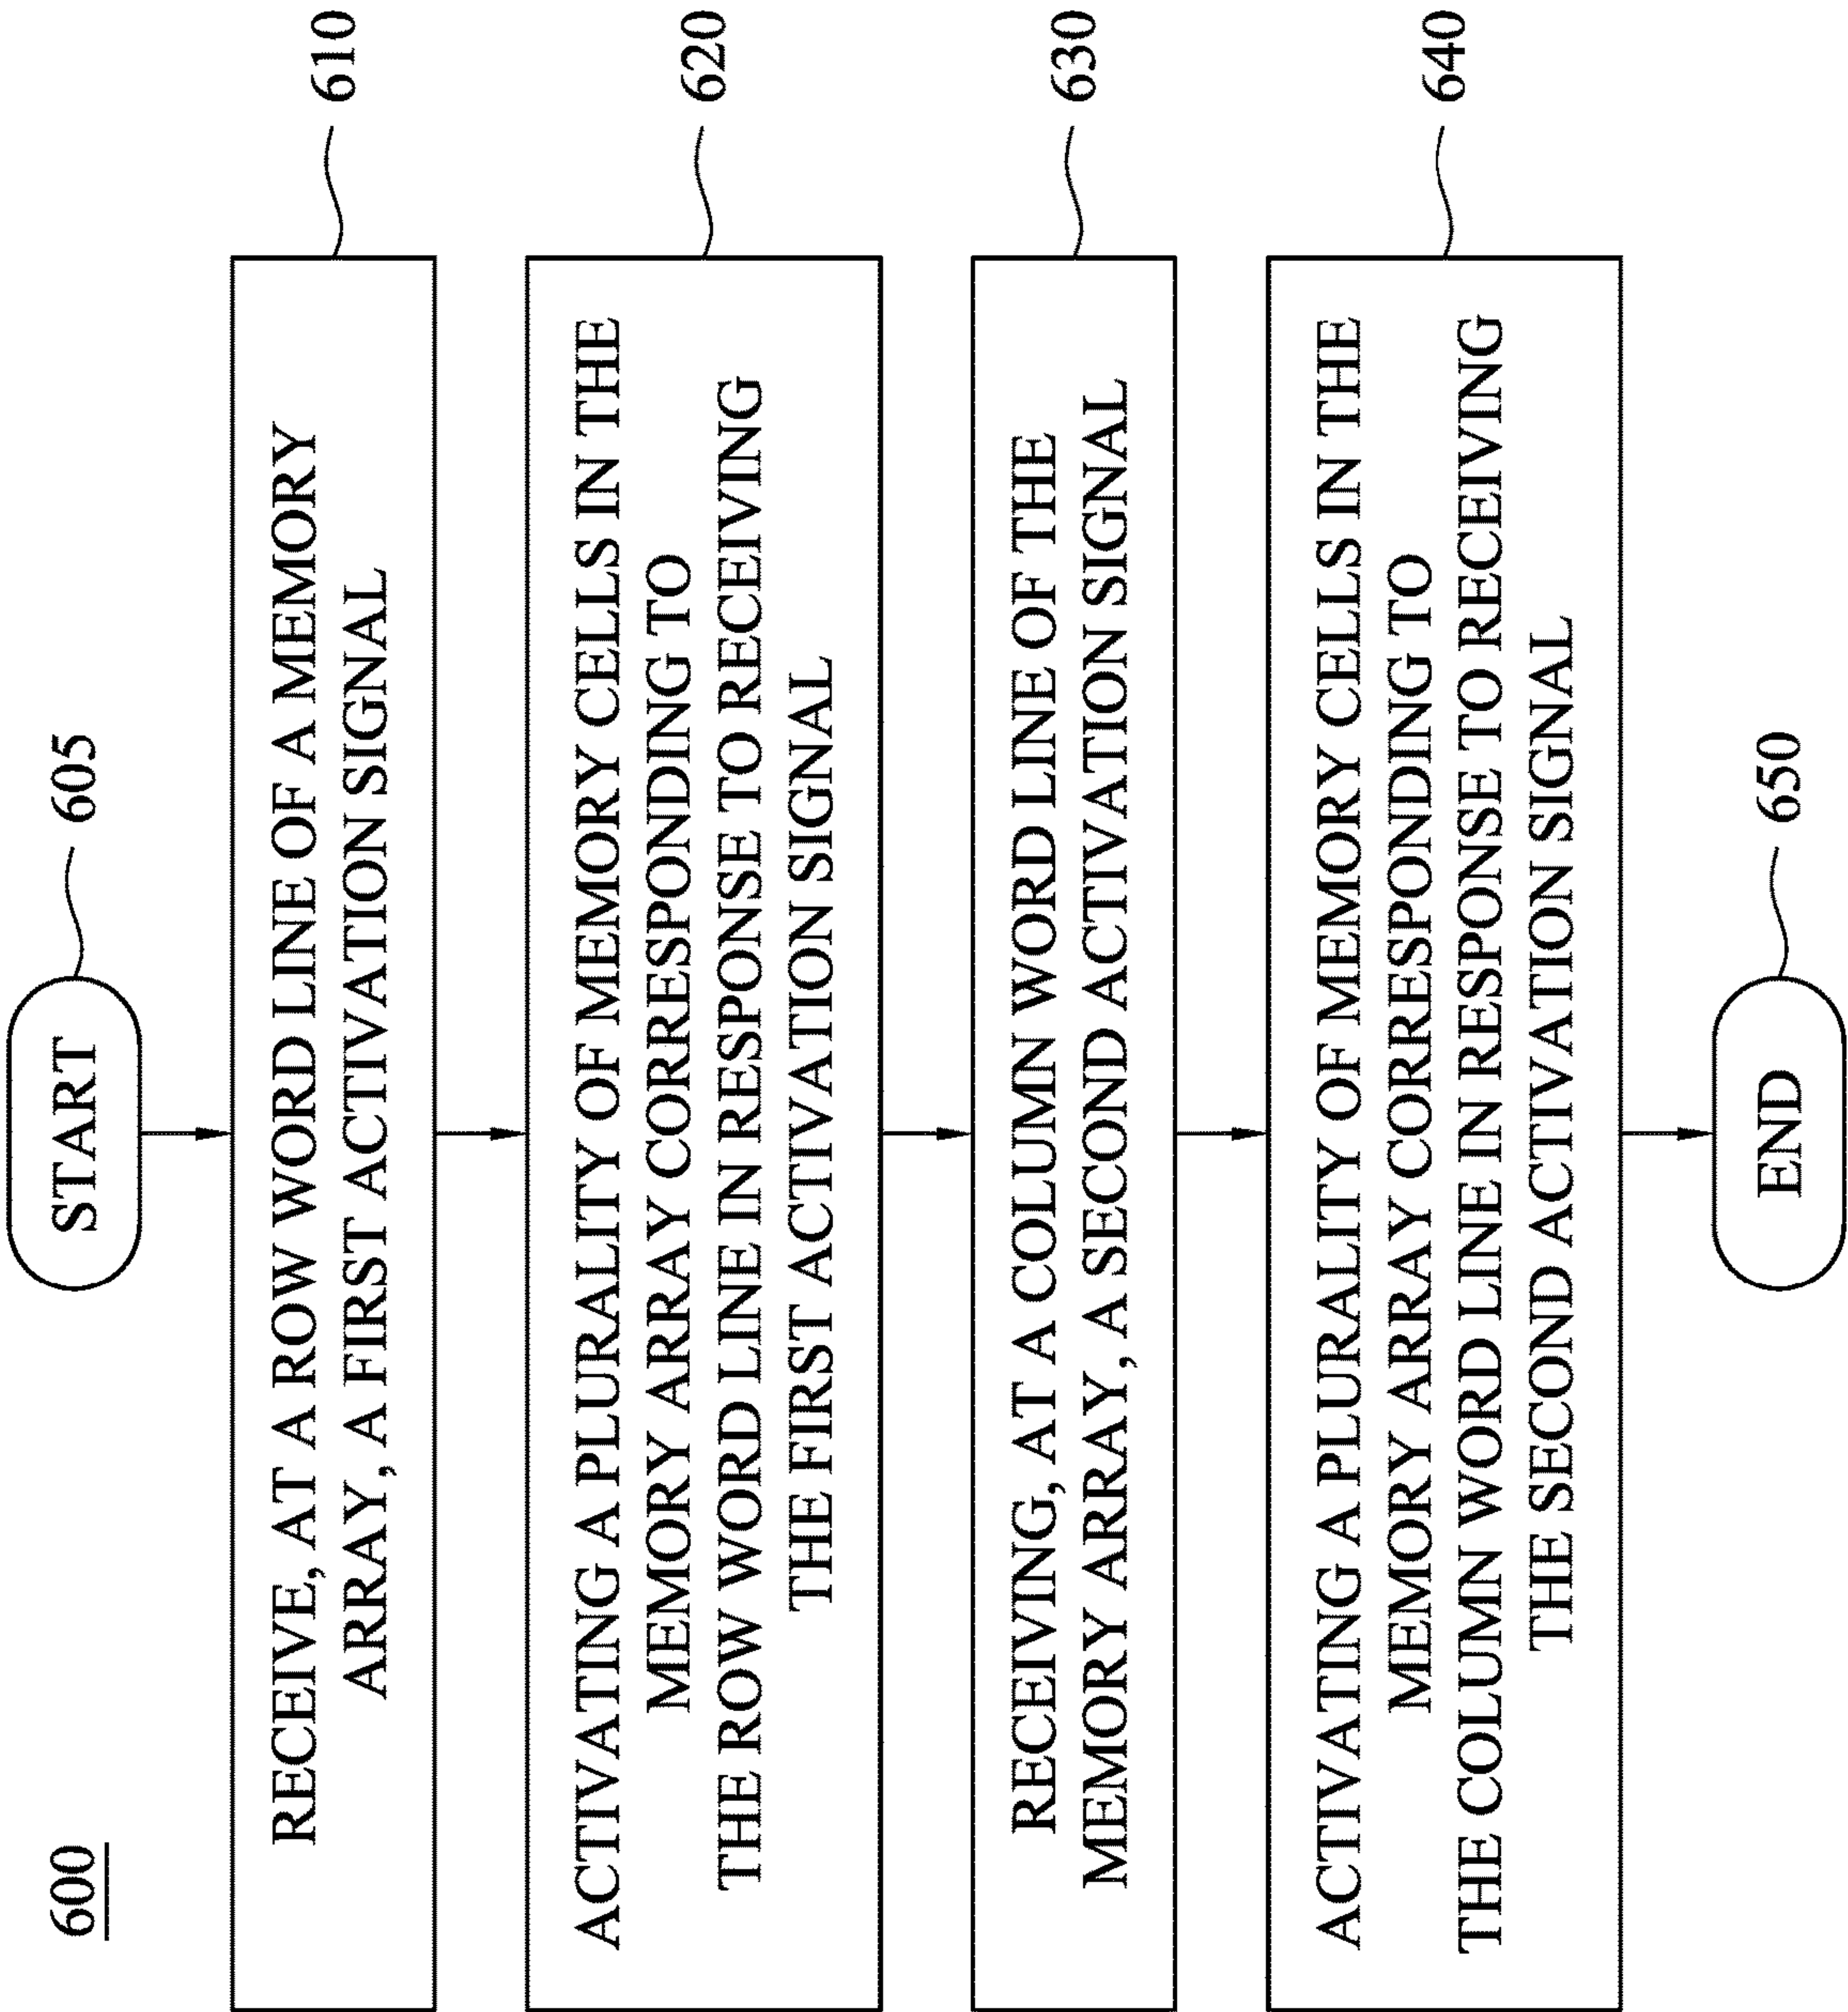 600
START
605
RECEIVE, AT A ROW WORD LINE OF A MEMORY
ARRAY, A FIRST ACTIVATION SIGNAL
610
ACTIVATING A PLURALITY OF MEMORY CELLS IN THE
MEMORY ARRAY CORRESPONDING TO
THE ROW WORD LINE IN RESPONSE TO RECEIVING
THE FIRST ACTIVATION SIGNAL
620
RECEIVING, AT A COLUMN WORD LINE OF THE
MEMORY ARRAY, A SECOND ACTIVATION SIGNAL
630
ACTIVATING A PLURALITY OF MEMORY CELLS IN THE
MEMORY ARRAY CORRESPONDING TO
THE COLUMN WORD LINE IN RESPONSE TO RECEIVING
THE SECOND ACTIVATION SIGNAL
640
END
650